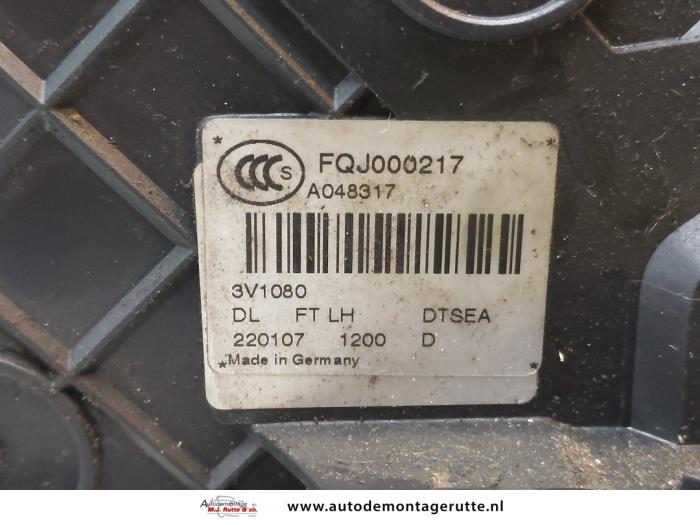 CCC S
FQJ000217
A048317
3V1080
DL FT LH DTSEA
220107 1200 D
*Made in Germany *
Autodemontage
M.J. Rutte & zn.
www.autodemontagerutte.nl